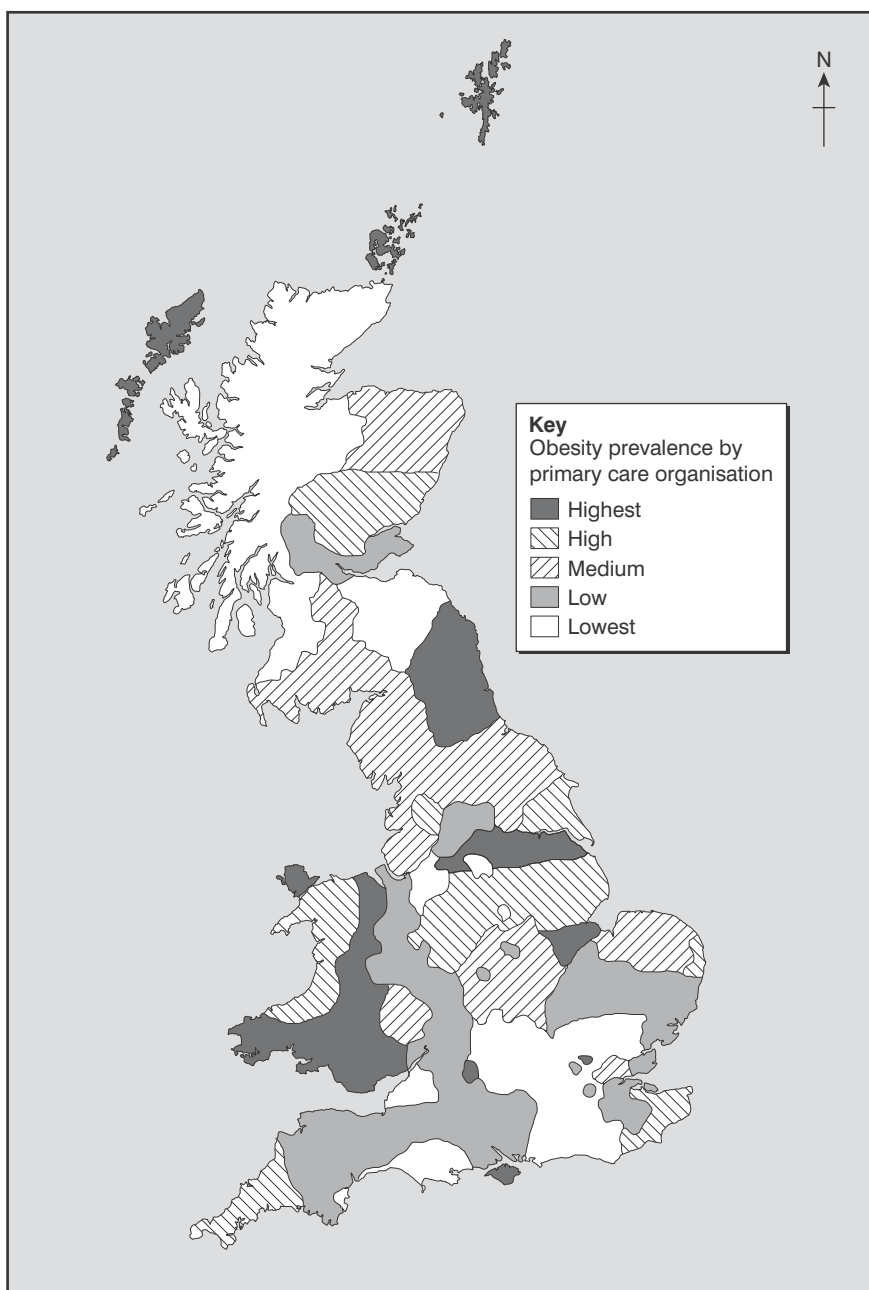 N
Key
Obesity prevalence by
primary care organisation
Highest
High
Medium
Low
Lowest